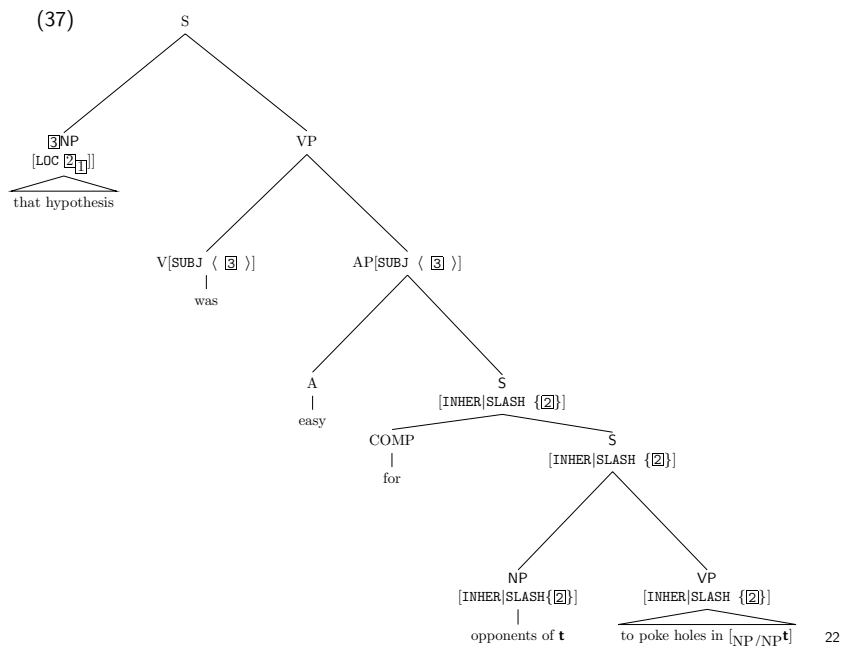 (37)
S
3NP VP
[LOC 2 1]]
that hypothesis
V[SUBJ ⟨ 3 ⟩] AP[SUBJ ⟨ 3 ⟩]
was
A S
easy [INHER|SLASH {2}]
COMP S
for [INHER|SLASH {2}]
NP VP
[INHER|SLASH{2}] [INHER|SLASH {2}]
opponents of t to poke holes in [NP/NPt] 22